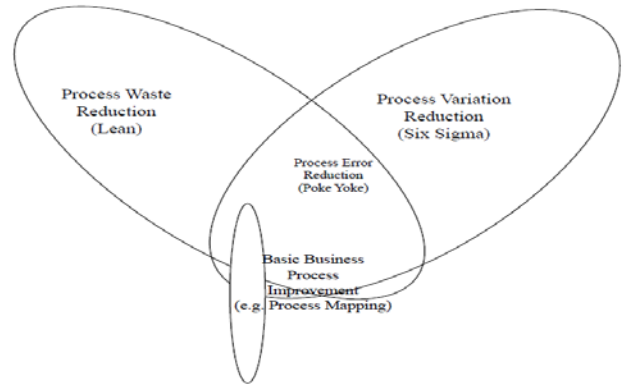 Process Waste
Reduction
(Lean)
Process Variation
Reduction
(Six Sigma)
Process Error
Reduction
(Poke Yoke)
Basic Business
Process
Improvement
(e.g. Process Mapping)